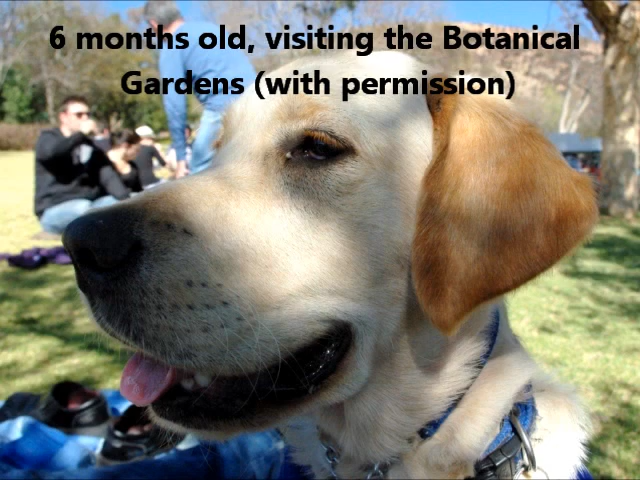 6 months old, visiting the Botanical
Gardens (with permission)